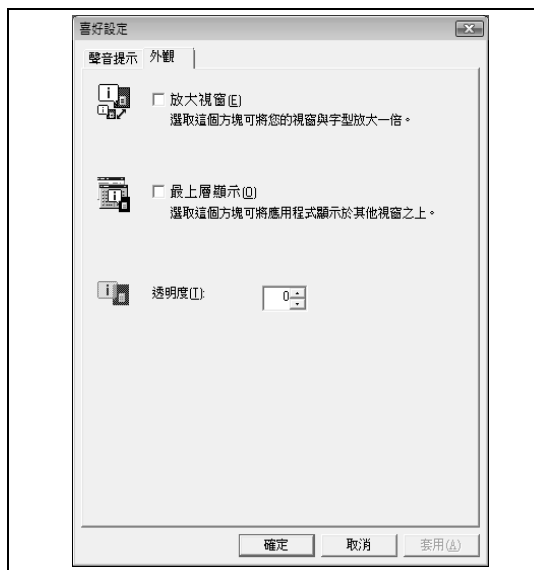 喜好設定
聲音提示 外觀
放大視窗(E)
選取這個方塊可將您的視窗與字型放大一倍。
最上層顯示(O)
選取這個方塊可將應用程式顯示於其他視窗之上。
透明度(T): 0
確定 取消 套用(A)